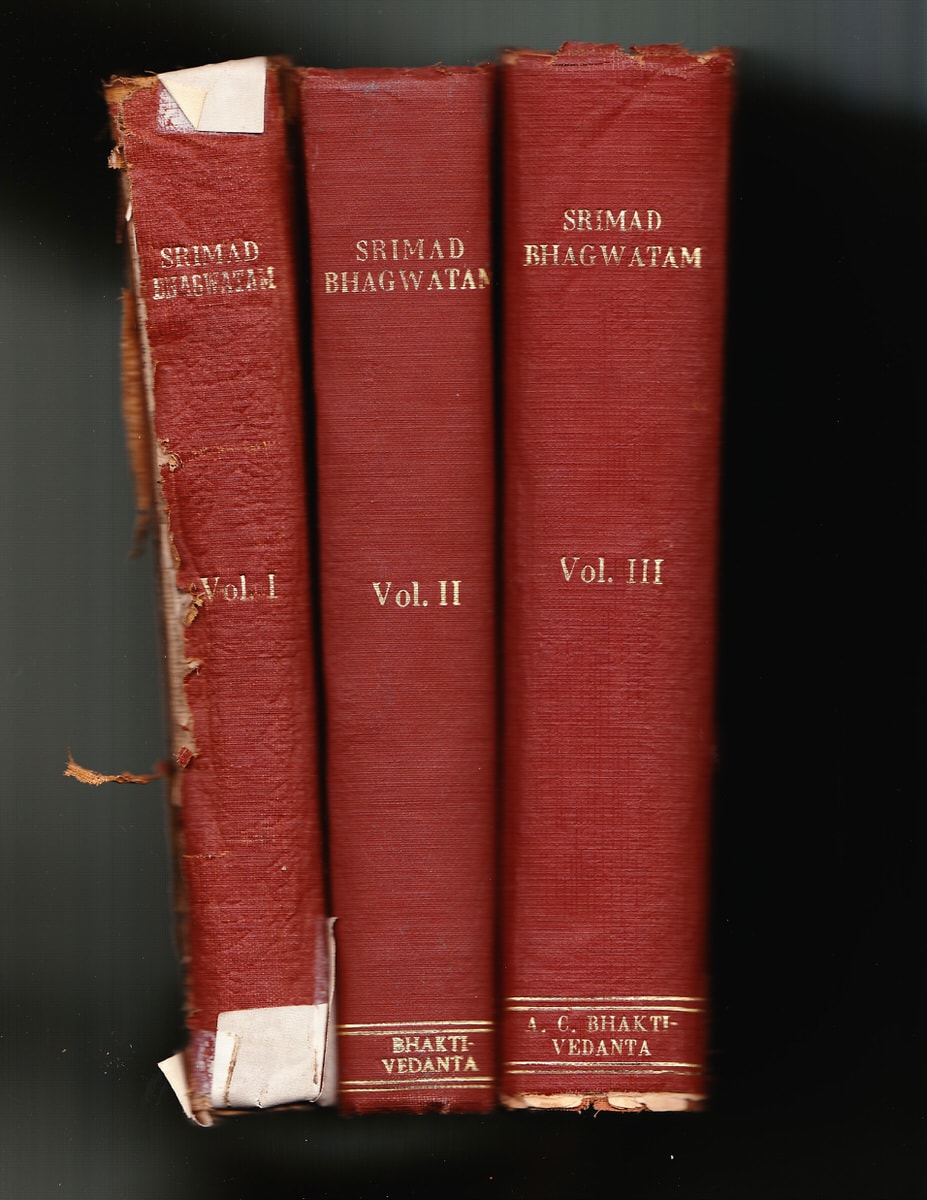 SRIMAD
BHAGWATAM
Vol. I
SRIMAD
BHAGWATAM
Vol. II
BHAKTI-
VEDANTA
SRIMAD
BHAGWATAM
Vol. III
A. C. BHAKTI-
VEDANTA